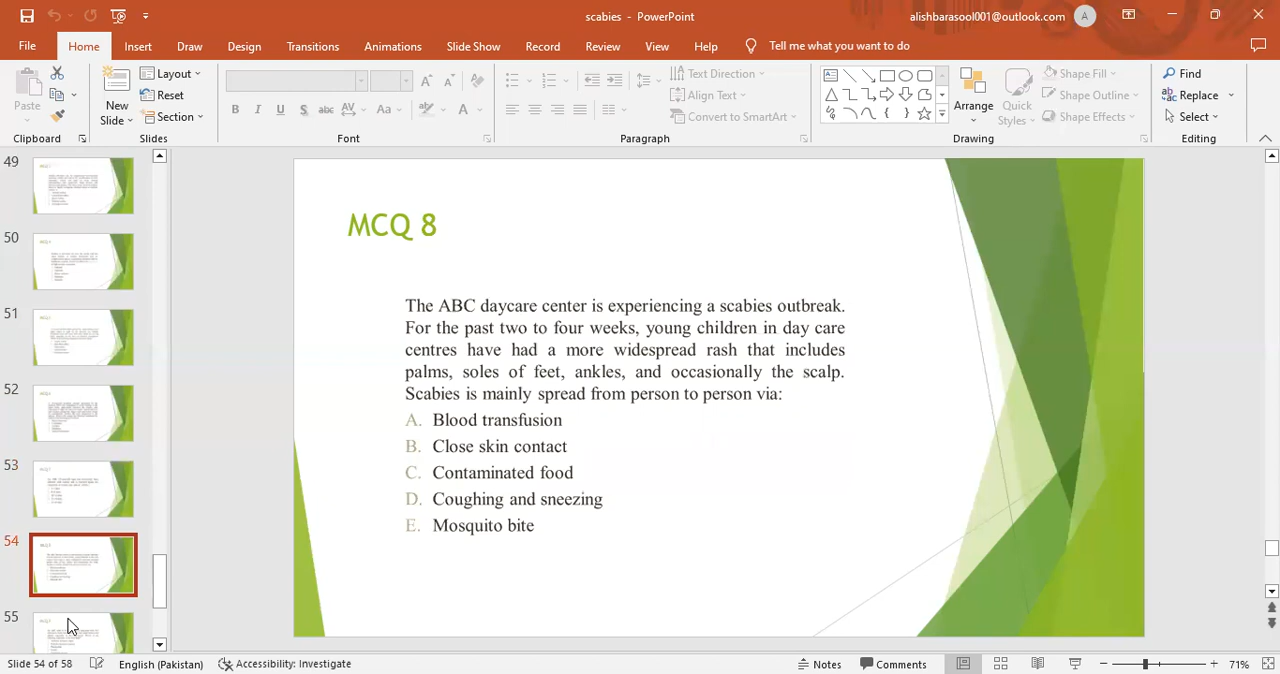 scabies - PowerPoint
alishbarasool001@outlook.com
A
File
Home
Insert
Draw
Design
Transitions
Animations
Slide Show
Record
Review
View
Help
Tell me what you want to do
Paste
New
Slide
Layout
Reset
Section
B I U S abc AV Aa A
Text Direction
Align Text
Convert to SmartArt
Arrange
Quick
Styles
Shape Fill
Shape Outline
Shape Effects
Find
Replace
Select
Clipboard
Slides
Font
Paragraph
Drawing
Editing
49
50
51
52
53
54
55
MCQ 8
The ABC daycare center is experiencing a scabies outbreak.
For the past two to four weeks, young children in day care
centres have had a more widespread rash that includes
palms, soles of feet, ankles, and occasionally the scalp.
Scabies is mainly spread from person to person via:
A. Blood transfusion
B. Close skin contact
C. Contaminated food
D. Coughing and sneezing
E. Mosquito bite
Slide 54 of 58
English (Pakistan)
Accessibility: Investigate
Notes
Comments
71%